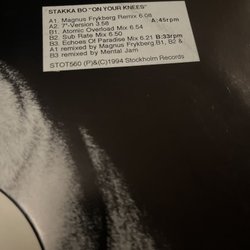 STAKKA BO "ON YOUR KNEES"
A1. Magnus Frykberg Remix 6.08
A2. 7"-Version 3.58 A:45rpm
B1. Atomic Overload Mix 6.54
B2. Sub Rate Mix 6.50
B3. Echoes Of Paradise Mix 5.21 B:33rpm
A1 remixed by Magnus Frykberg B1, B2 &
B3 remixed by Mental Jam
STOT560 (P)&(C)1994 Stockholm Records